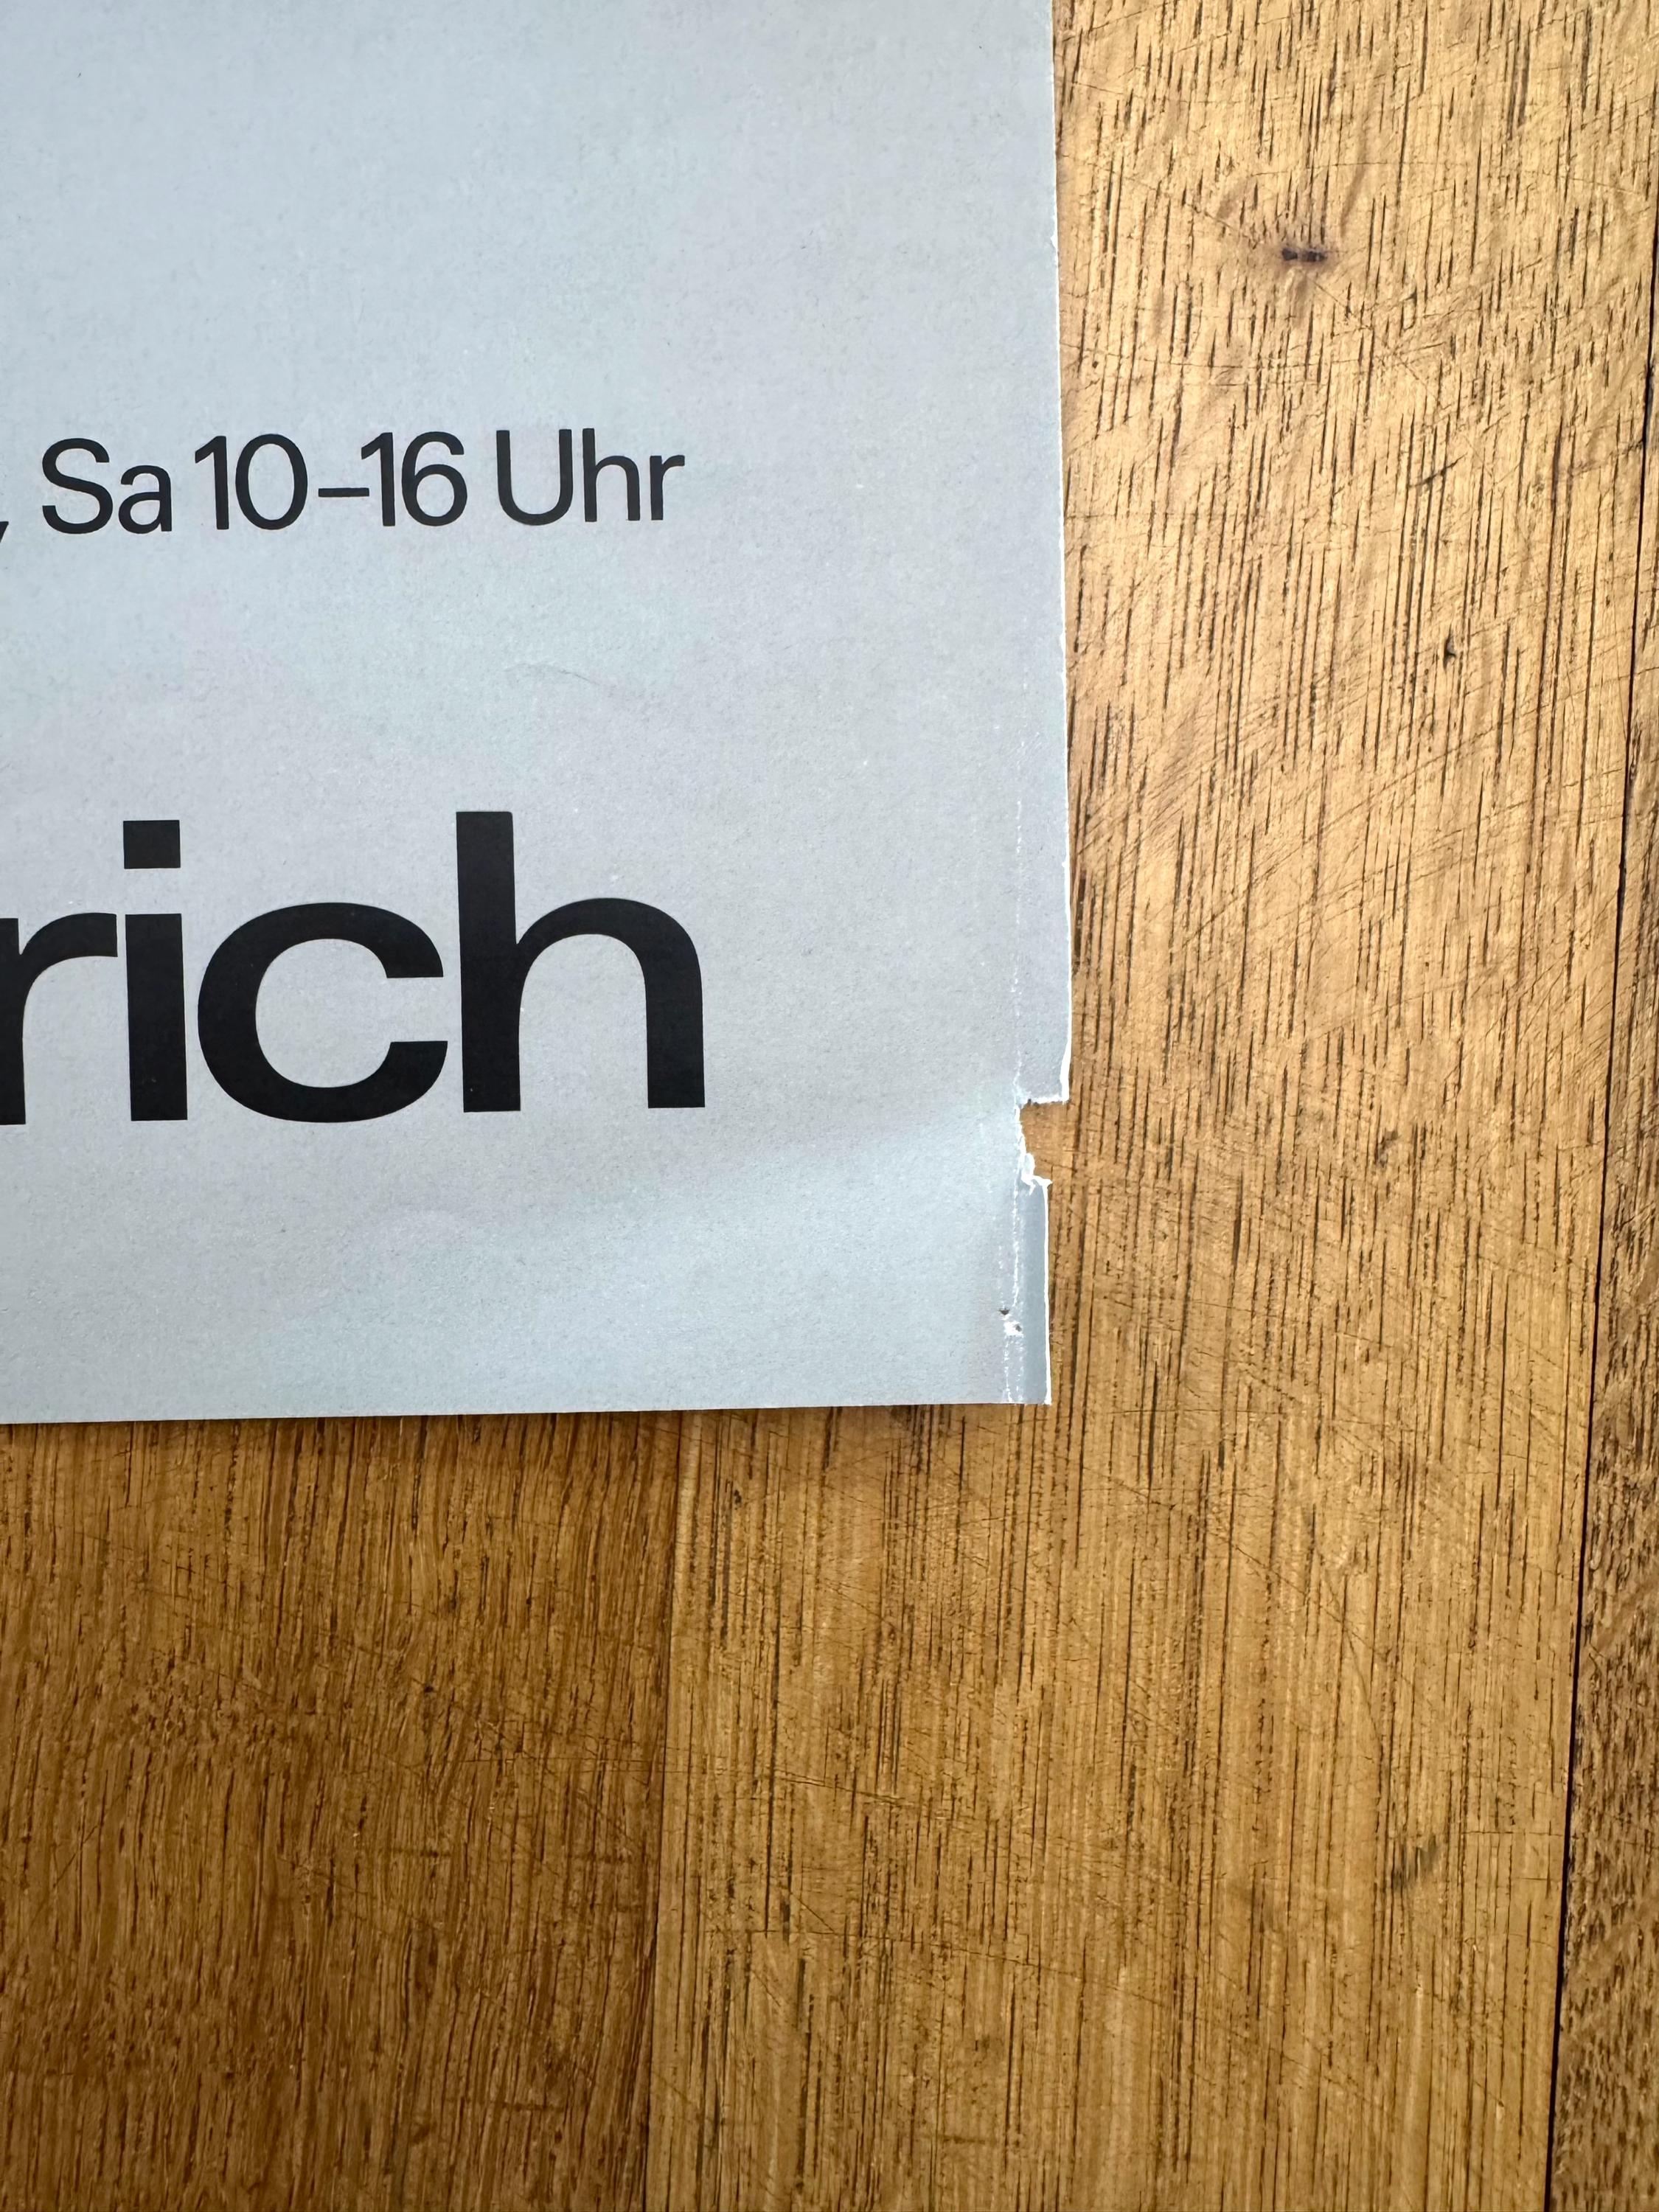 , Sa 10–16 Uhr
rich